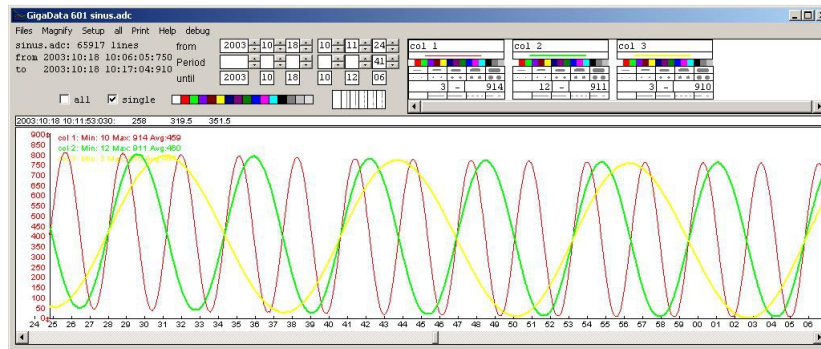 GigaData 601 sinus.adc
Files Magnify Setup all Print Help debug
sinus.adc: 65917 lines
from 2003:10:18 10:06:05:750
to 2003:10:18 10:17:04:910
all single
from 2003 10 18 10 11 24
Period 41
until 2003 10 18 10 12 06
col 1 col 2 col 3
3 - 914 12 - 911 3 - 910
2003:10:18 10:11:53:030: 258 319.5 351.5
col 1: Min: 10 Max: 914 Avg:459
col 2: Min: 12 Max: 911 Avg:460
900
850
800
750
700
650
600
550
500
450
400
350
300
250
200
150
100
50
0
24 25 26 27 28 29 30 31 32 33 34 35 36 37 38 39 40 41 42 43 44 45 46 47 48 49 50 51 52 53 54 55 56 57 58 59 00 01 02 03 04 05 06